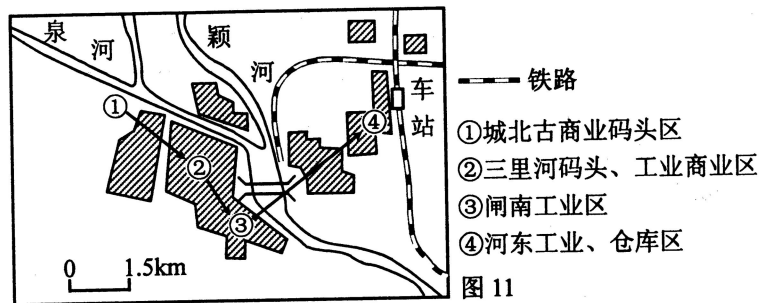 泉河
颍河
①
②
③
④
车站
0 1.5km
铁路
①城北古商业码头区
②三里河码头、工业商业区
③闸南工业区
④河东工业、仓库区
图 11